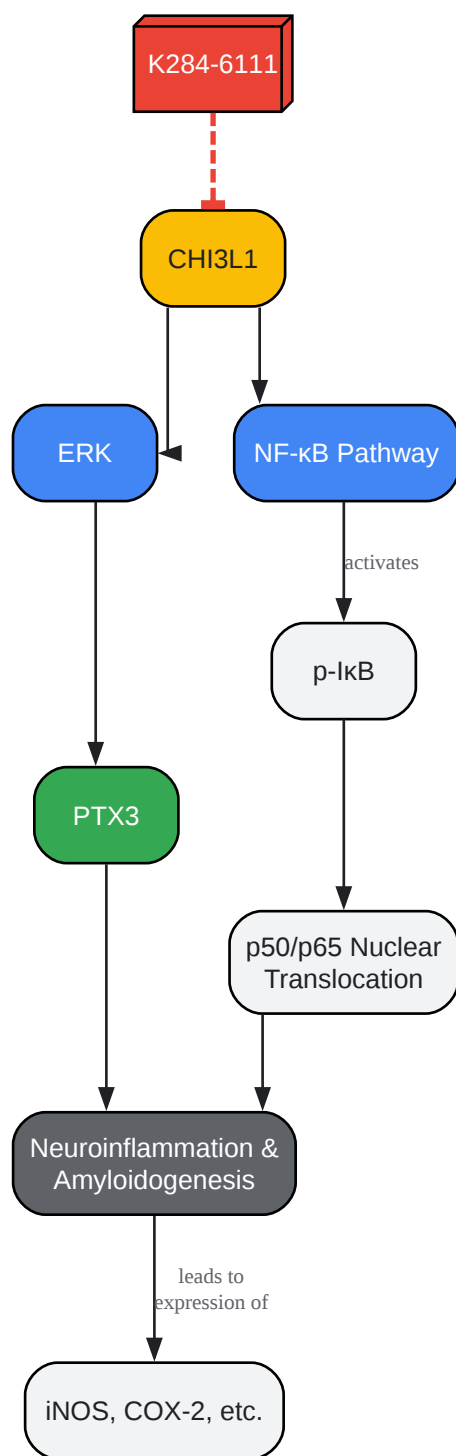 K284-6111
CHI3L1
ERK
NF-κB Pathway
activates
p-IκB
PTX3
p50/p65 Nuclear
Translocation
Neuroinflammation &
Amyloidogenesis
leads to
expression of
iNOS, COX-2, etc.